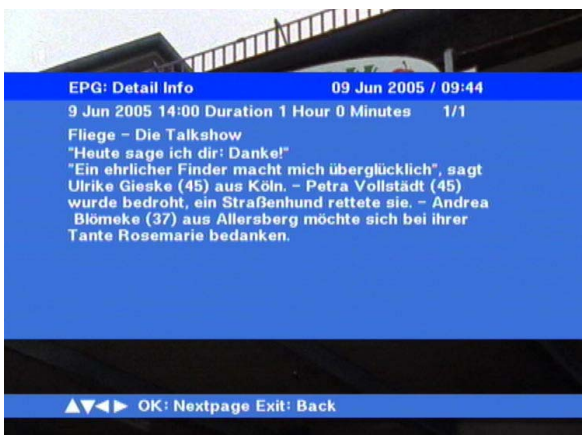 EPG: Detail Info 09 Jun 2005 / 09:44
9 Jun 2005 14:00 Duration 1 Hour 0 Minutes 1/1
Fliege – Die Talkshow
"Heute sage ich dir: Danke!"
"Ein ehrlicher Finder macht mich überglücklich", sagt
Ulrike Gieske (45) aus Köln. – Petra Vollstädt (45)
wurde bedroht, ein Straßenhund rettete sie. – Andrea
Blömeke (37) aus Allersberg möchte sich bei ihrer
Tante Rosemarie bedanken.
▲▼◀▶ OK: Nextpage Exit: Back